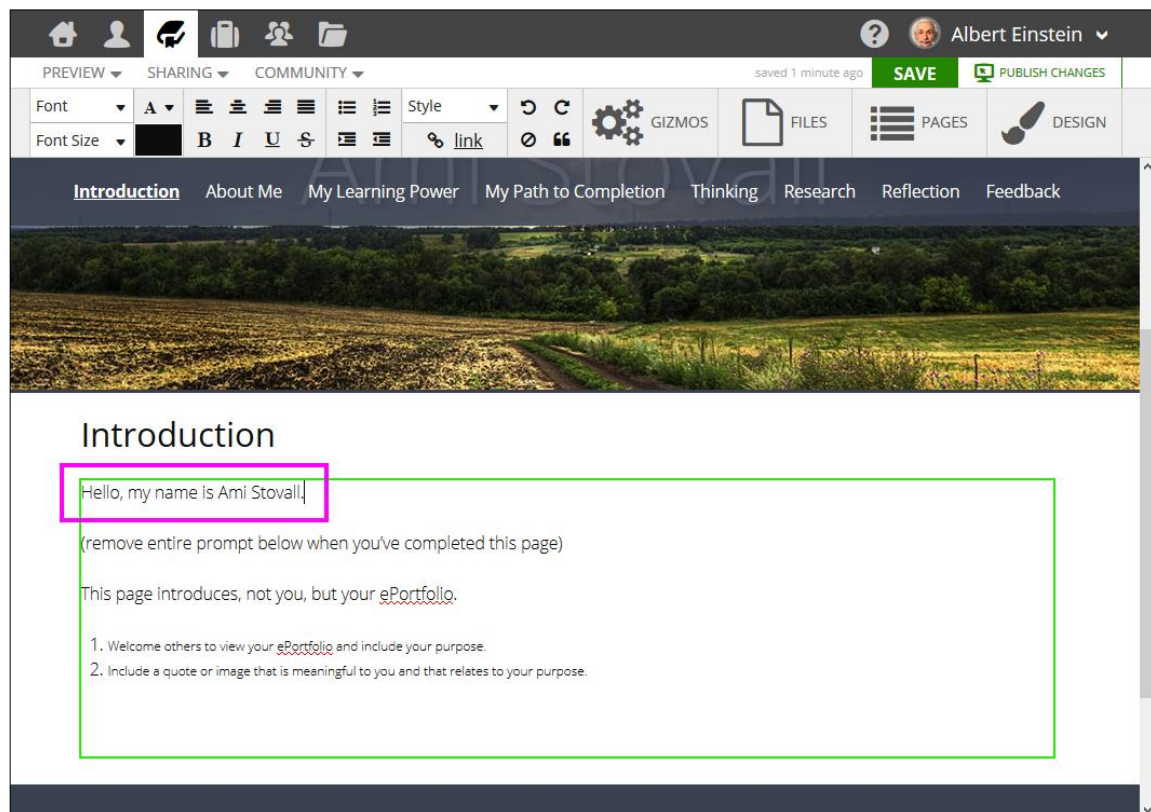 Albert Einstein
PREVIEW SHARING COMMUNITY saved 1 minute ago SAVE PUBLISH CHANGES
Font A Style GIZMOS FILES PAGES DESIGN
Font Size B I U S link
Ami Stovall
Introduction About Me My Learning Power My Path to Completion Thinking Research Reflection Feedback
Introduction
Hello, my name is Ami Stovall.
(remove entire prompt below when you've completed this page)
This page introduces, not you, but your ePortfolio.
1. Welcome others to view your ePortfolio and include your purpose.
2. Include a quote or image that is meaningful to you and that relates to your purpose.